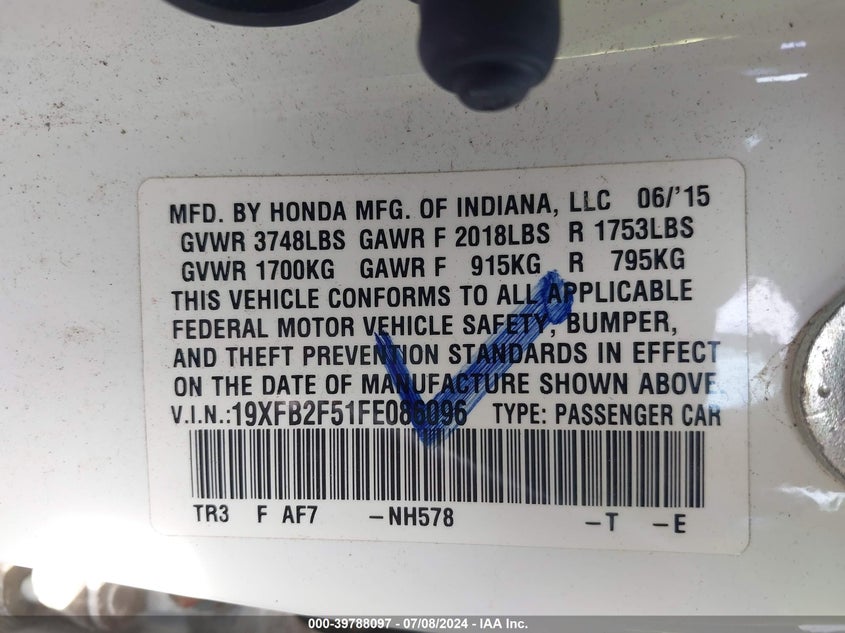 MFD. BY HONDA MFG. OF INDIANA, LLC 06/'15
GVWR 3748LBS GAWR F 2018LBS R 1753LBS
GVWR 1700KG GAWR F 915KG R 795KG
THIS VEHICLE CONFORMS TO ALL APPLICABLE
FEDERAL MOTOR VEHICLE SAFETY, BUMPER,
AND THEFT PREVENTION STANDARDS IN EFFECT
ON THE DATE OF MANUFACTURE SHOWN ABOVE
V.I.N.:19XFB2F51FE086096 TYPE: PASSENGER CAR
TR3 F AF7 -NH578 -T -E
000-39788097 - 07/08/2024 - IAA Inc.